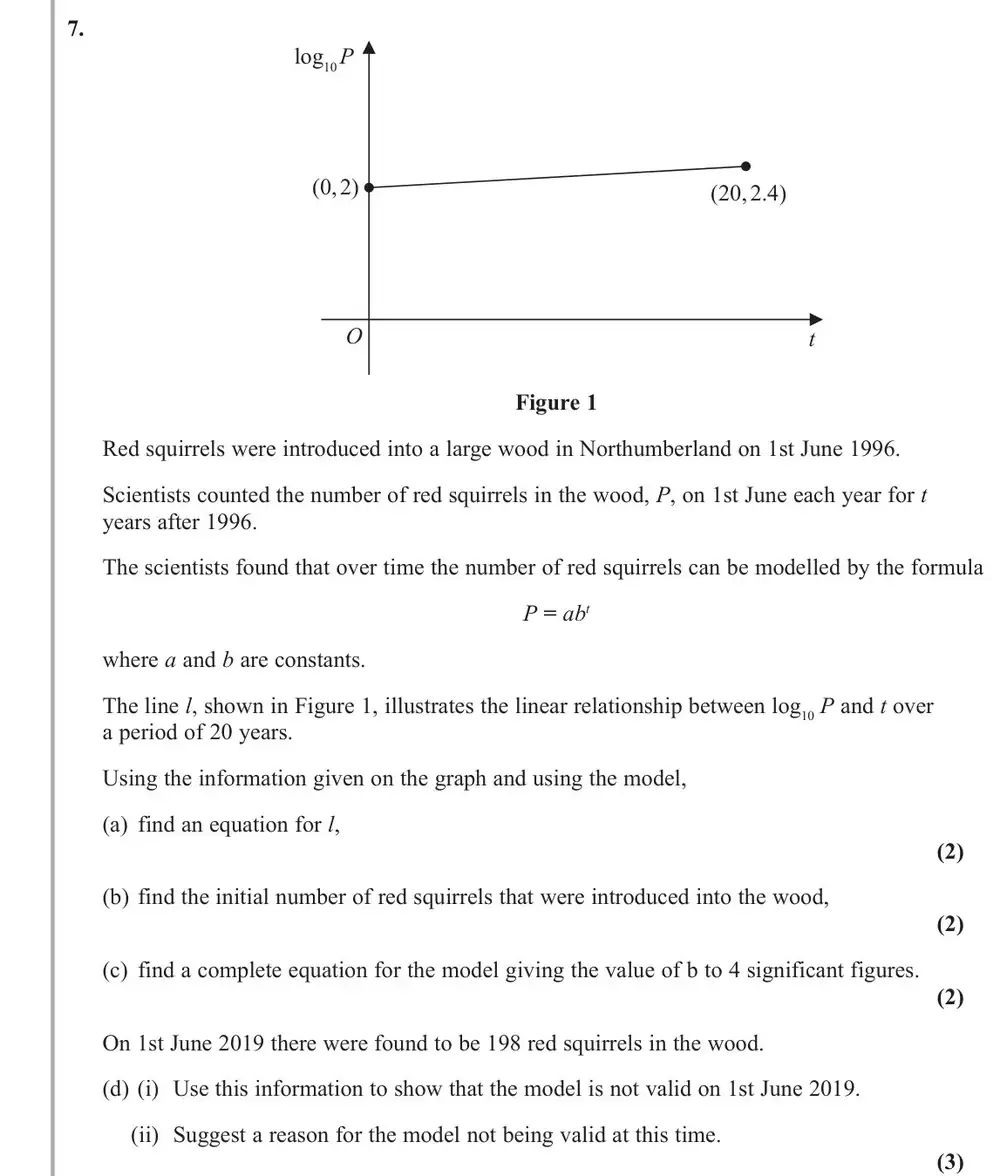 7.
log₁₀ P
(0, 2)
(20, 2.4)
O
t
Figure 1
Red squirrels were introduced into a large wood in Northumberland on 1st June 1996.
Scientists counted the number of red squirrels in the wood, P, on 1st June each year for t
years after 1996.
The scientists found that over time the number of red squirrels can be modelled by the formula
P = abᵗ
where a and b are constants.
The line l, shown in Figure 1, illustrates the linear relationship between log₁₀ P and t over
a period of 20 years.
Using the information given on the graph and using the model,
(a) find an equation for l,
(2)
(b) find the initial number of red squirrels that were introduced into the wood,
(2)
(c) find a complete equation for the model giving the value of b to 4 significant figures.
(2)
On 1st June 2019 there were found to be 198 red squirrels in the wood.
(d) (i) Use this information to show that the model is not valid on 1st June 2019.
(ii) Suggest a reason for the model not being valid at this time.
(3)